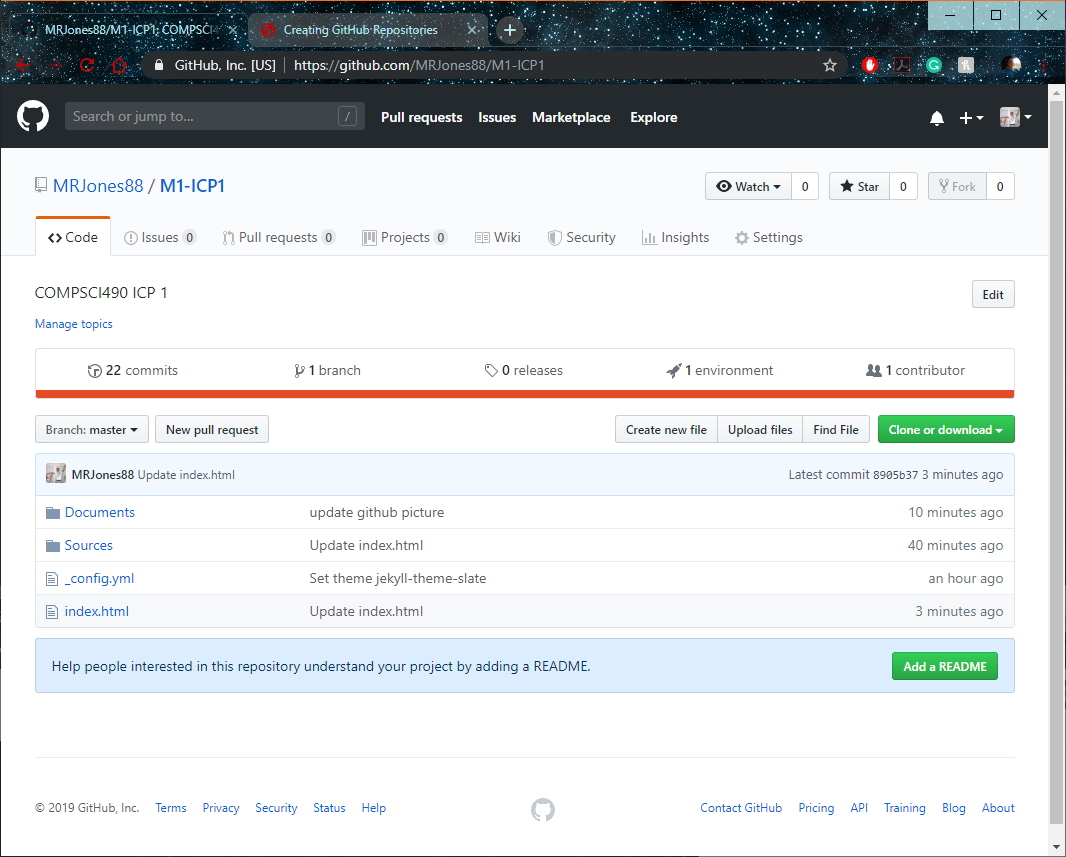 MRJones88/M1-ICP1: COMPSCI
Creating GitHub Repositories
GitHub, Inc. [US] https://github.com/MRJones88/M1-ICP1
Search or jump to... / Pull requests Issues Marketplace Explore
MRJones88 / M1-ICP1 Watch 0 Star 0 Fork 0
Code Issues 0 Pull requests 0 Projects 0 Wiki Security Insights Settings
COMPSCI490 ICP 1 Edit
Manage topics
22 commits 1 branch 0 releases 1 environment 1 contributor
Branch: master New pull request Create new file Upload files Find File Clone or download
MRJones88 Update index.html Latest commit 8905b37 3 minutes ago
Documents update github picture 10 minutes ago
Sources Update index.html 40 minutes ago
_config.yml Set theme jekyll-theme-slate an hour ago
index.html Update index.html 3 minutes ago
Help people interested in this repository understand your project by adding a README. Add a README
© 2019 GitHub, Inc. Terms Privacy Security Status Help Contact GitHub Pricing API Training Blog About